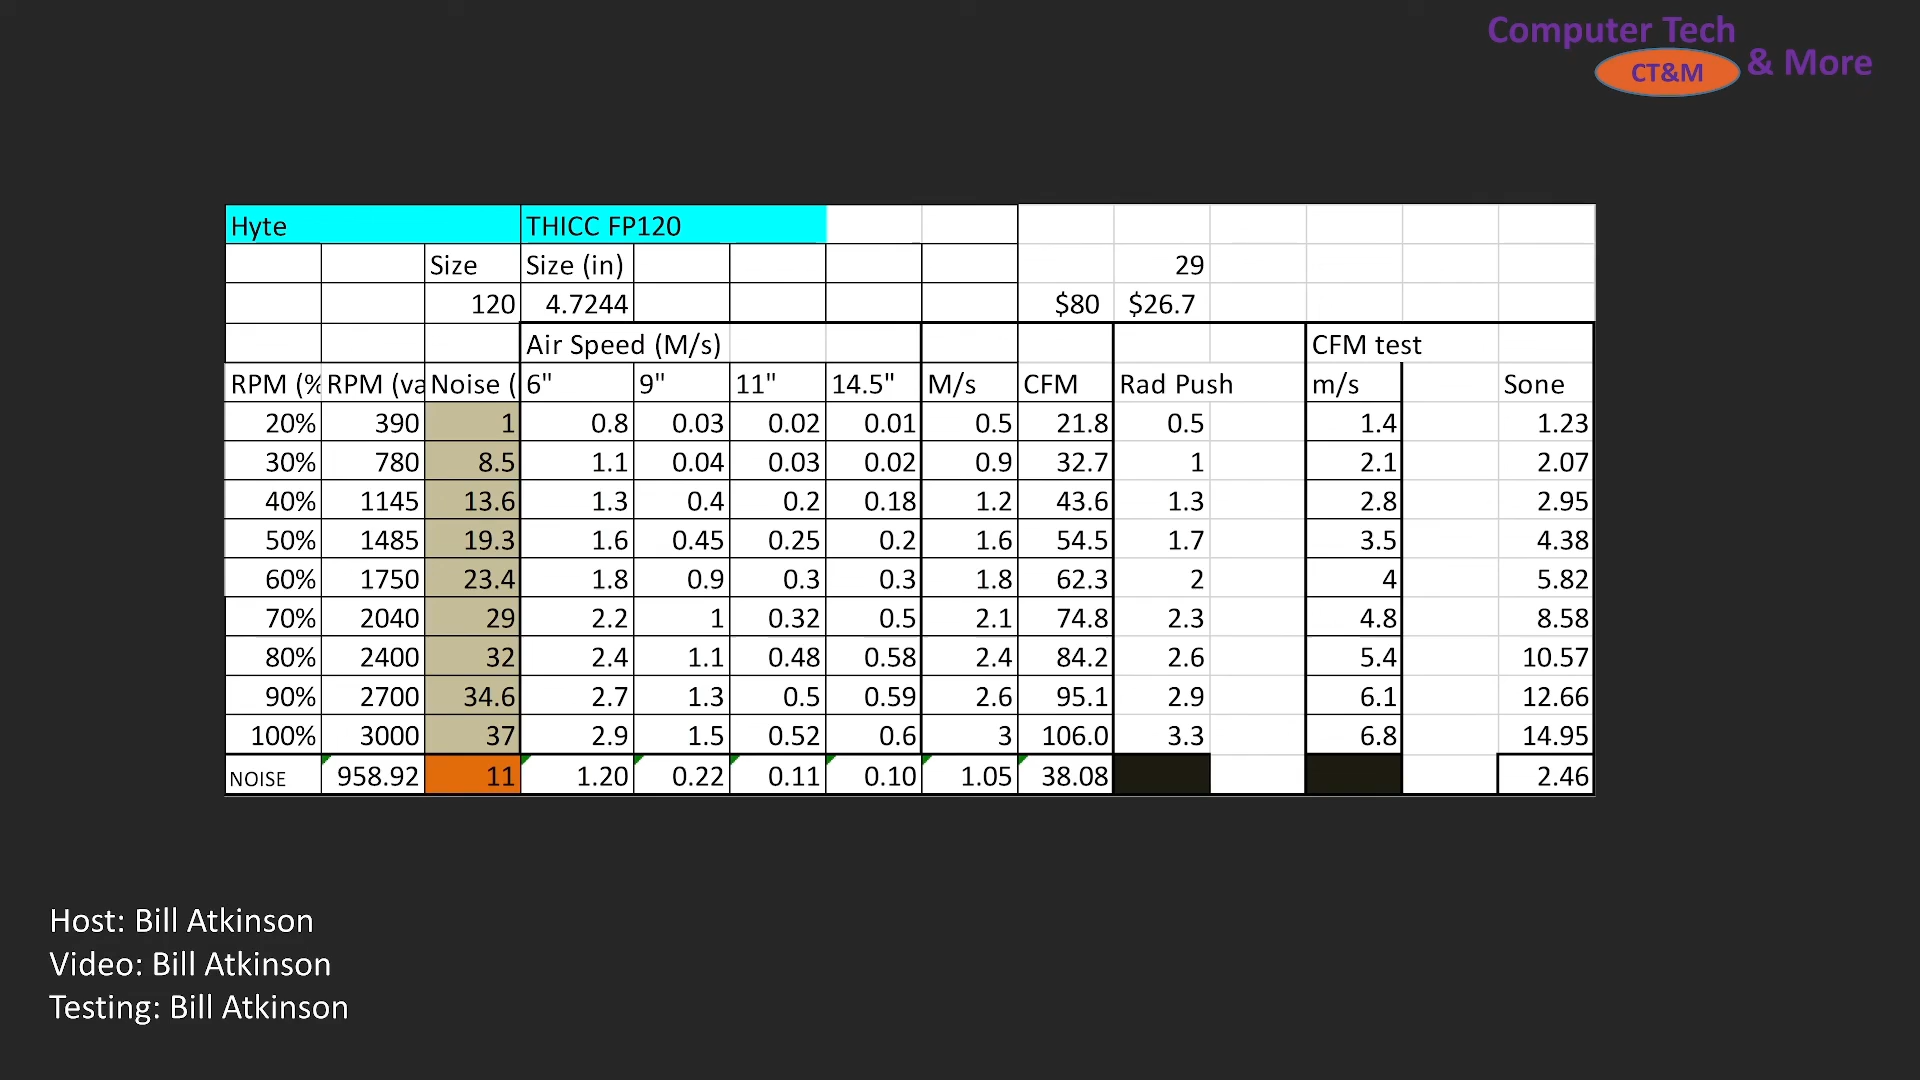 Computer Tech
CT&M & More
Hyte THICC FP120
Size Size (in) 29
120 4.7244 $80 $26.7
Air Speed (M/s) CFM test
RPM (% RPM (va Noise ( 6" 9" 11" 14.5" M/s CFM Rad Push m/s Sone
20% 390 1 0.8 0.03 0.02 0.01 0.5 21.8 0.5 1.4 1.23
30% 780 8.5 1.1 0.04 0.03 0.02 0.9 32.7 1 2.1 2.07
40% 1145 13.6 1.3 0.4 0.2 0.18 1.2 43.6 1.3 2.8 2.95
50% 1485 19.3 1.6 0.45 0.25 0.2 1.6 54.5 1.7 3.5 4.38
60% 1750 23.4 1.8 0.9 0.3 0.3 1.8 62.3 2 4 5.82
70% 2040 29 2.2 1 0.32 0.5 2.1 74.8 2.3 4.8 8.58
80% 2400 32 2.4 1.1 0.48 0.58 2.4 84.2 2.6 5.4 10.57
90% 2700 34.6 2.7 1.3 0.5 0.59 2.6 95.1 2.9 6.1 12.66
100% 3000 37 2.9 1.5 0.52 0.6 3 106.0 3.3 6.8 14.95
NOISE 958.92 11 1.20 0.22 0.11 0.10 1.05 38.08 2.46
Host: Bill Atkinson
Video: Bill Atkinson
Testing: Bill Atkinson